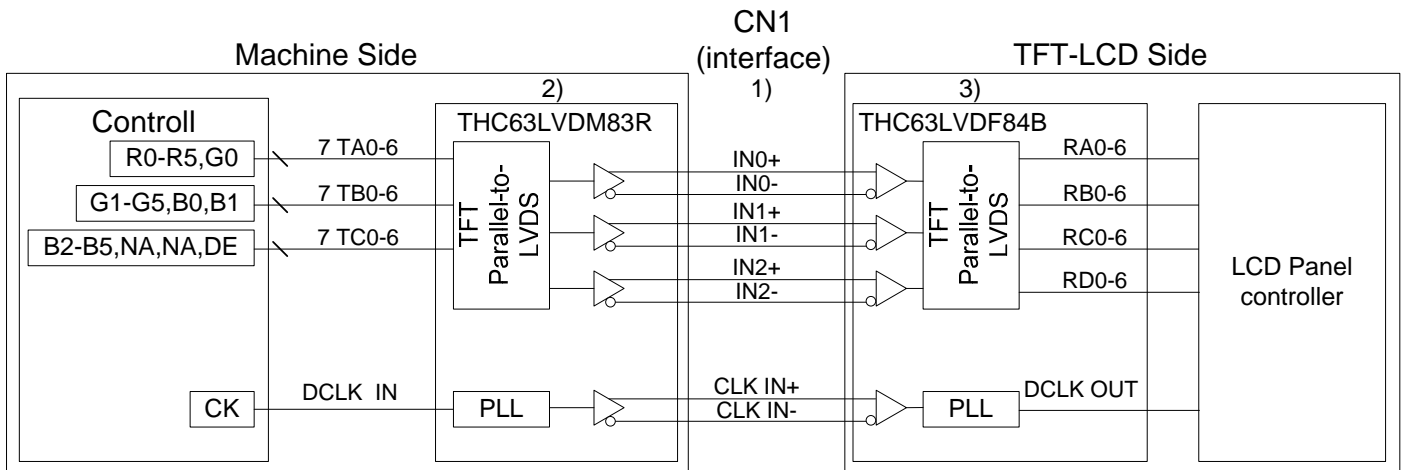 CN1
(interface)
1)
Machine Side
TFT-LCD Side
2)
3)
Controll
THC63LVDM83R
THC63LVDF84B
R0-R5,G0
7 TA0-6
G1-G5,B0,B1
7 TB0-6
B2-B5,NA,NA,DE
7 TC0-6
TFT
Parallel-to-
LVDS
IN0+
IN0-
IN1+
IN1-
IN2+
IN2-
TFT
Parallel-to-
LVDS
RA0-6
RB0-6
RC0-6
RD0-6
LCD Panel
controller
CK
DCLK IN
PLL
CLK IN+
CLK IN-
PLL
DCLK OUT